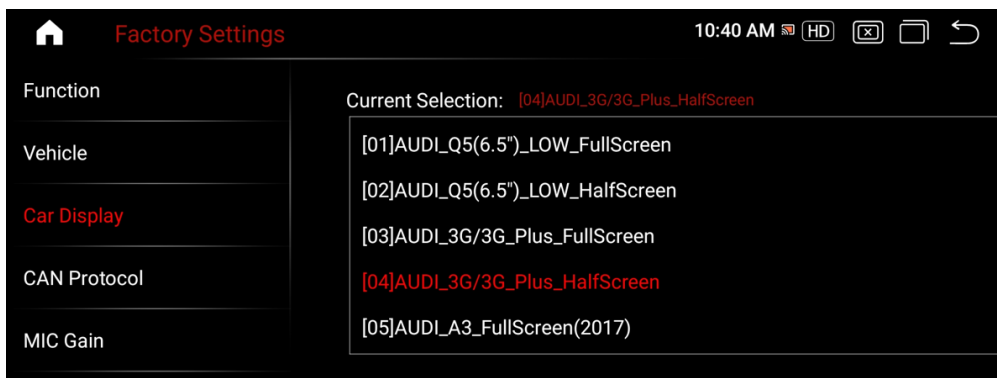 Factory Settings
10:40 AM HD
Function
Vehicle
Car Display
CAN Protocol
MIC Gain
Current Selection: [04]AUDI_3G/3G_Plus_HalfScreen
[01]AUDI_Q5(6.5")_LOW_FullScreen
[02]AUDI_Q5(6.5")_LOW_HalfScreen
[03]AUDI_3G/3G_Plus_FullScreen
[04]AUDI_3G/3G_Plus_HalfScreen
[05]AUDI_A3_FullScreen(2017)